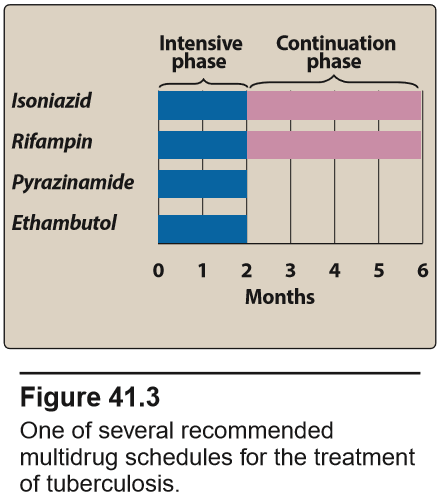 Intensive phase
Continuation phase
Isoniazid
Rifampin
Pyrazinamide
Ethambutol
0 1 2 3 4 5 6
Months
Figure 41.3
One of several recommended
multidrug schedules for the treatment
of tuberculosis.